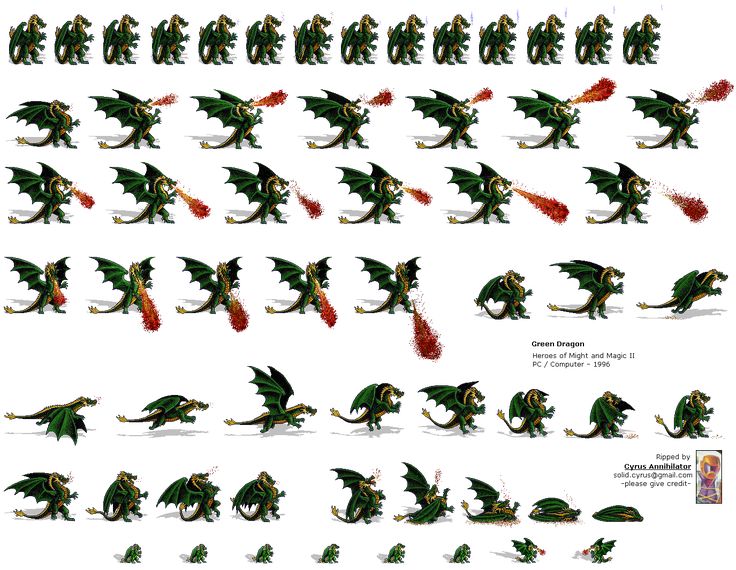 Green Dragon
Heroes of Might and Magic II
PC / Computer - 1996
Ripped by
Cyrus Annihilator
solid.cyrus@gmail.com
-please give credit-